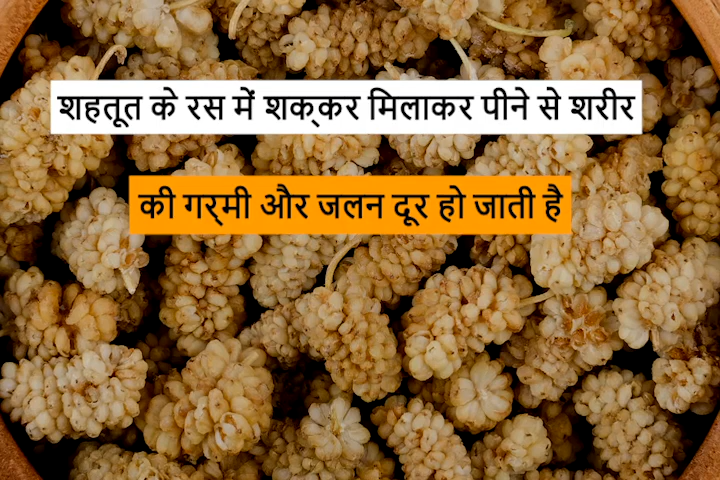 शहतूत के रस में शक्कर मिलाकर पीने से शरीर
की गर्मी और जलन दूर हो जाती है